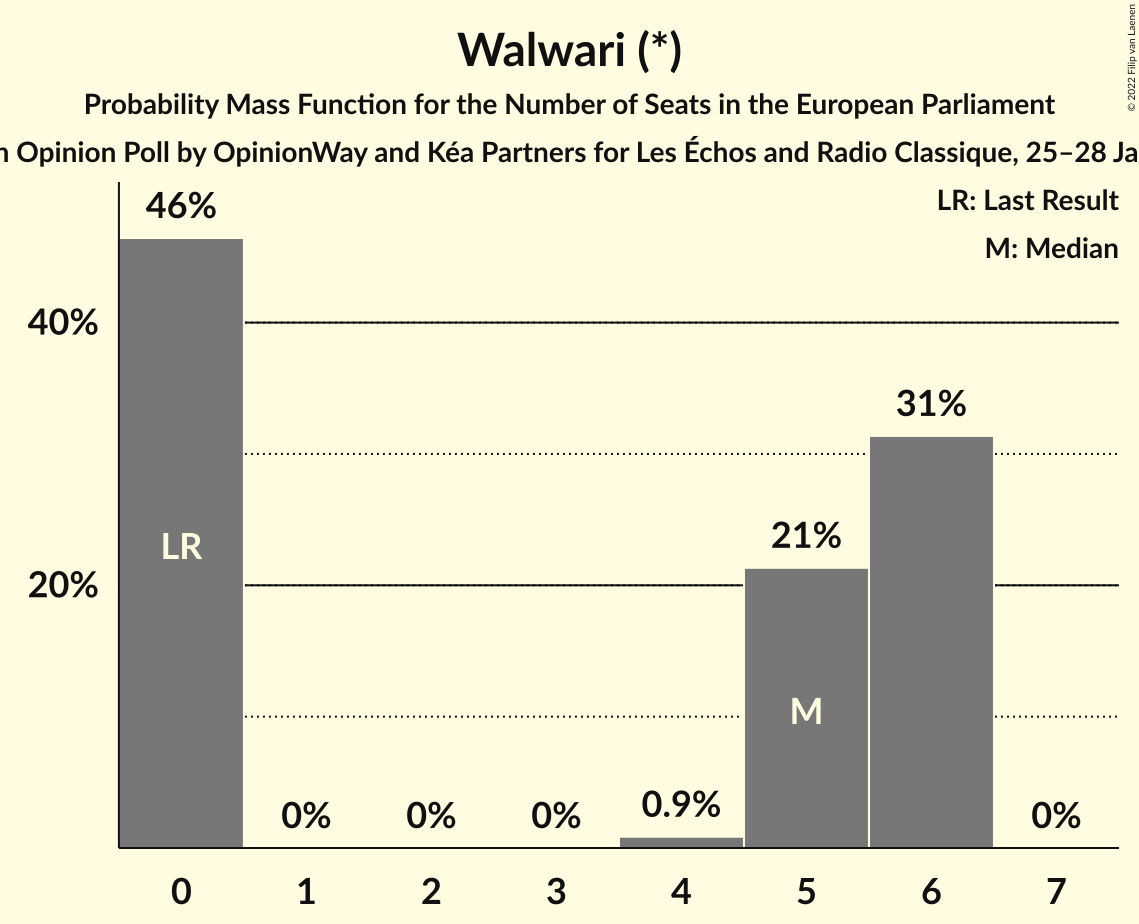 Walwari (*)
Probability Mass Function for the Number of Seats in the European Parliament
n Opinion Poll by OpinionWay and Kéa Partners for Les Échos and Radio Classique, 25–28 Ja
© 2022 Filip van Laenen
LR: Last Result
M: Median
46%
40%
31%
21%
20%
LR
M
0%
0%
0%
0.9%
0%
0
1
2
3
4
5
6
7